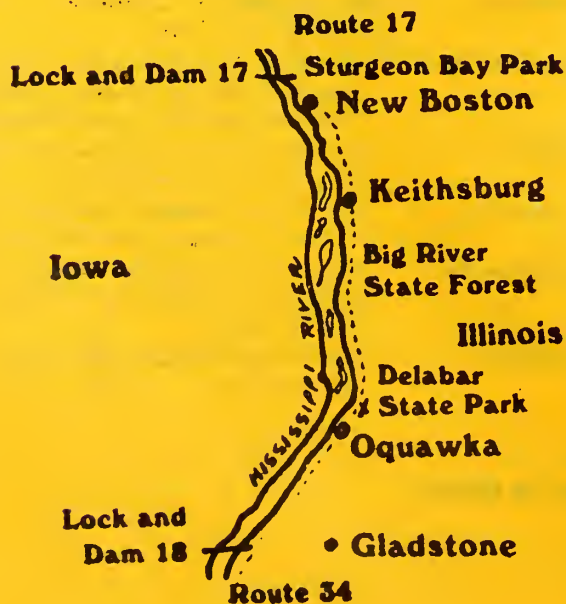 Route 17
Lock and Dam 17
Sturgeon Bay Park
New Boston
Keithsburg
Big River
State Forest
Iowa
Illinois
MISSISSIPPI RIVER
Delabar
State Park
Oquawka
Lock and
Dam 18
Gladstone
Route 34